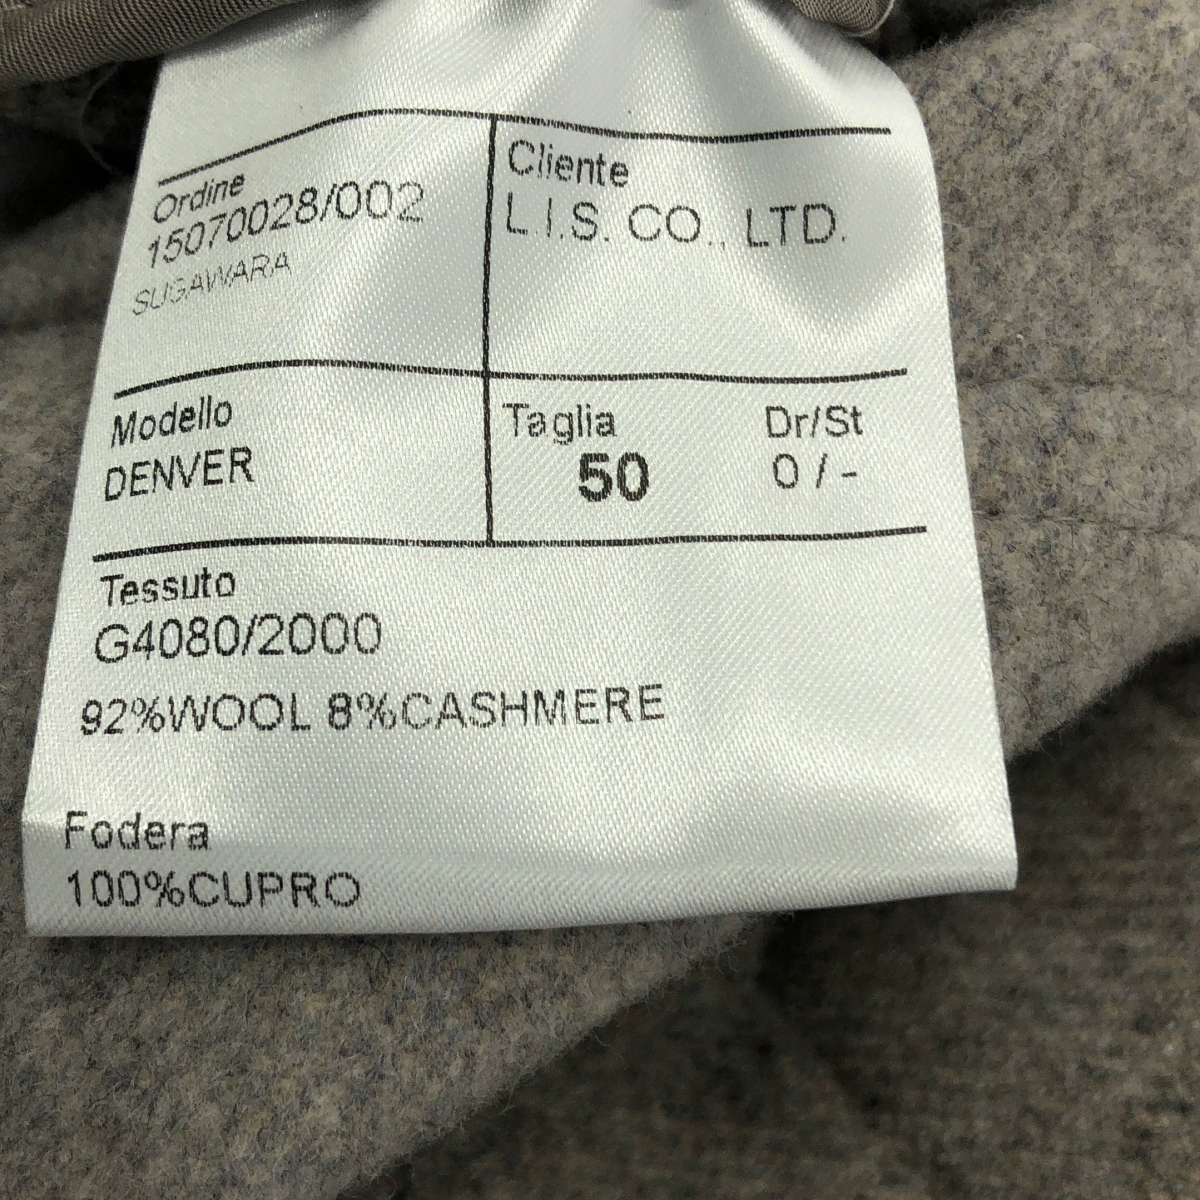 Ordine
15070028/002
SUGAWARA
Cliente
L.I.S. CO., LTD.
Modello
DENVER
Taglia
50
Dr/St
0 / -
Tessuto
G4080/2000
92%WOOL 8%CASHMERE
Fodera
100%CUPRO